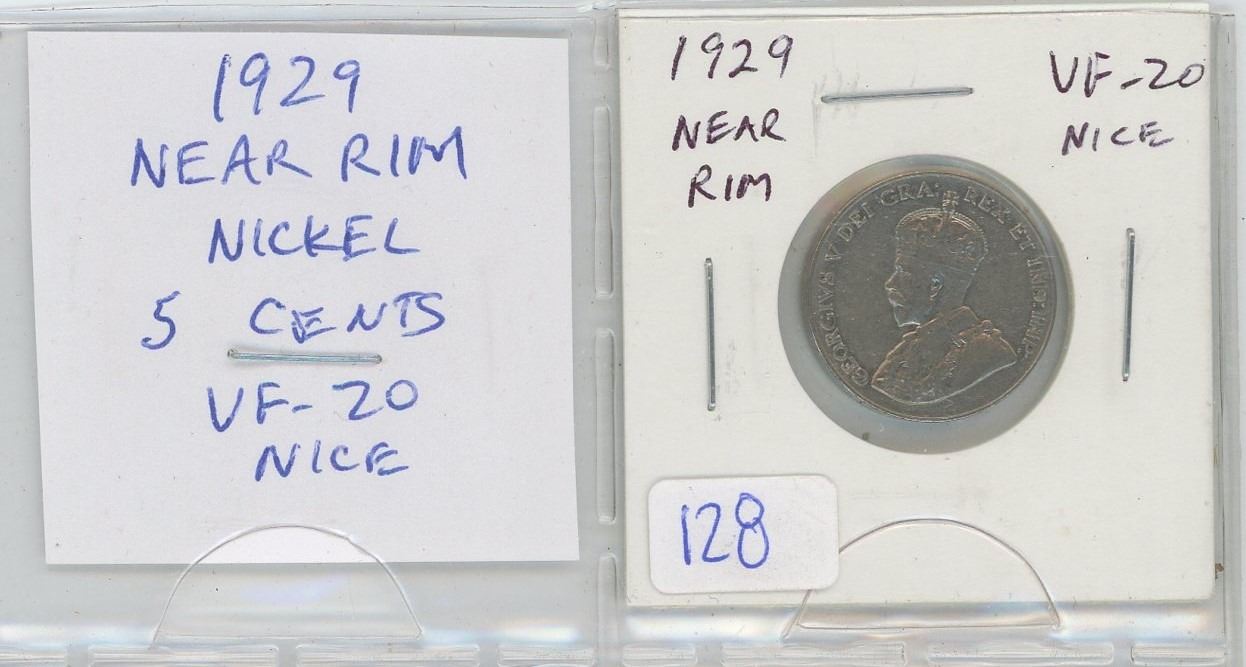 1929
NEAR RIM
NICKEL
5 CENTS
VF-20
NICE
1929
NEAR
RIM
VF-20
NICE
GEORGIVS V DEI GRA: REX ET IND: IMP:
128